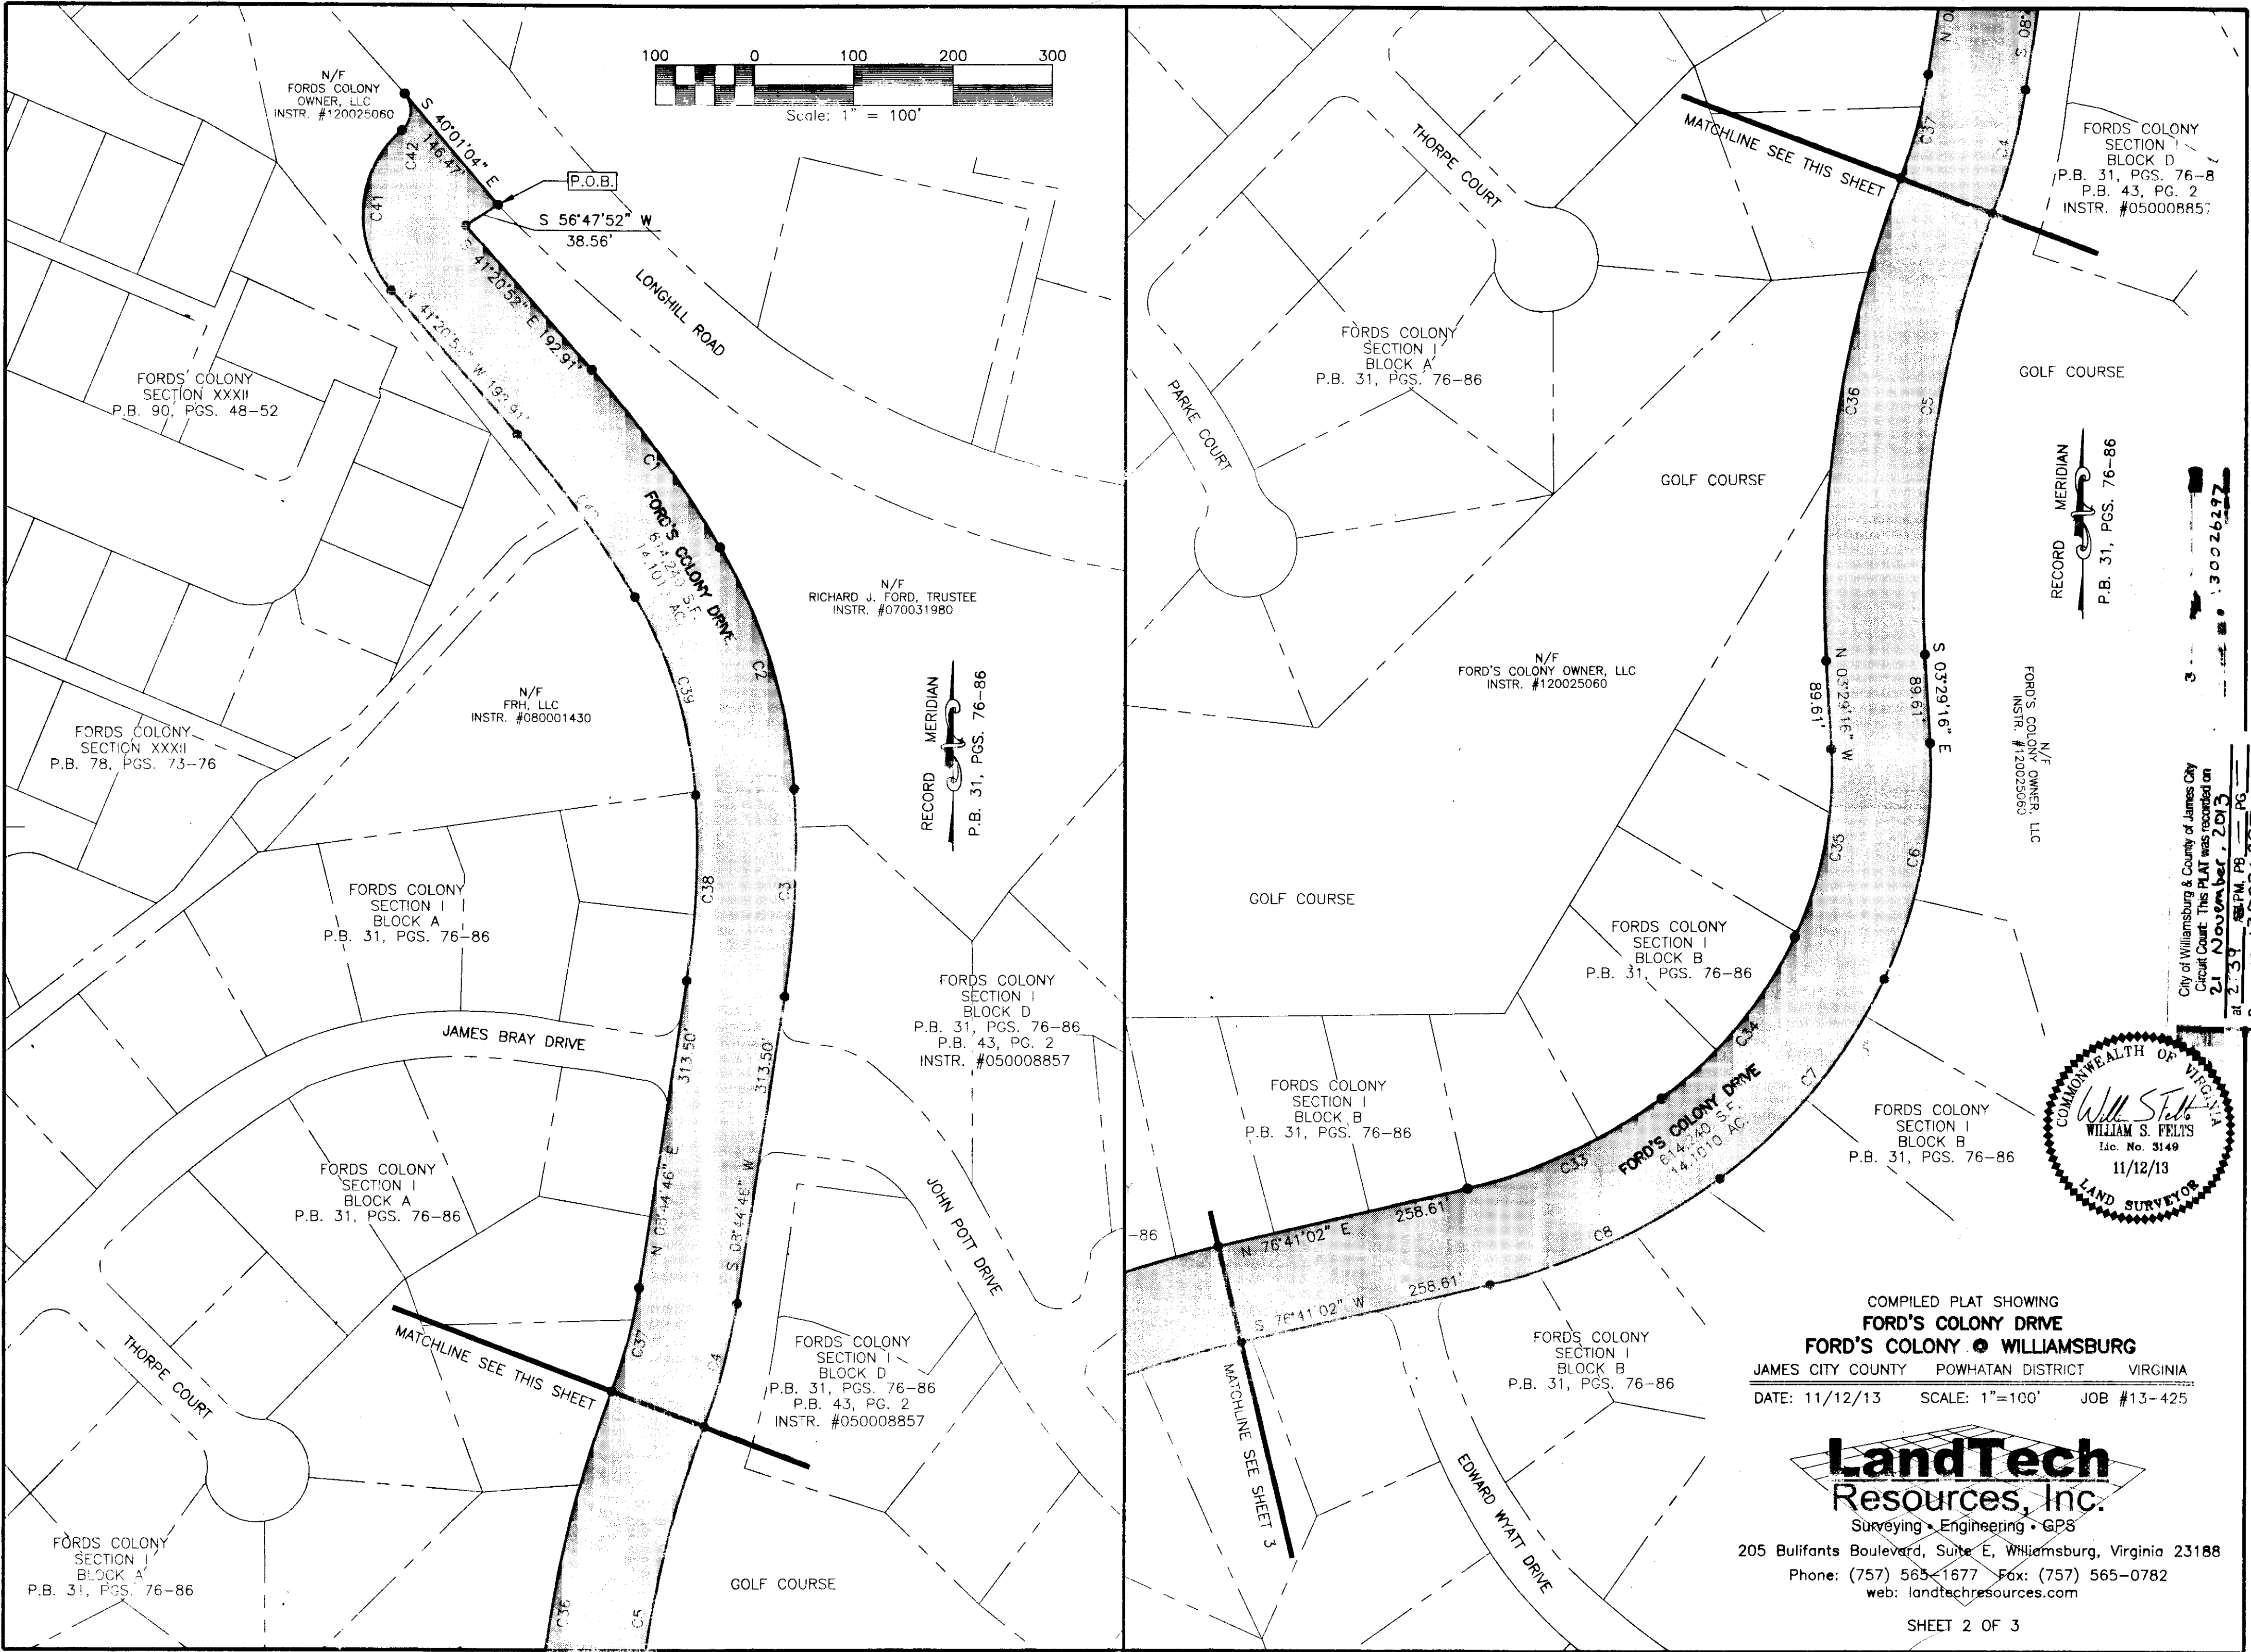 100 0 100 200 300
Scale: 1" = 100'
N/F
FORDS COLONY
OWNER, LLC
INSTR. #120025060
S 40°01'04" E
146.47'
C42
C41
P.O.B.
S 56°47'52" W
38.56'
S 41°20'52" E 192.91'
N 41°20'52" W 192.91'
LONGHILL ROAD
FORDS COLONY
SECTION XXXII
P.B. 90, PGS. 48-52
C1
FORD'S COLONY DRIVE
614,240 S.F.
14.101 AC.
N/F
RICHARD J. FORD, TRUSTEE
INSTR. #070031980
C2
C39
N/F
FRH, LLC
INSTR. #080001430
RECORD MERIDIAN
P.B. 31, PGS. 76-86
FORDS COLONY
SECTION XXXII
P.B. 78, PGS. 73-76
C38
C3
FORDS COLONY
SECTION I
BLOCK A
P.B. 31, PGS. 76-86
FORDS COLONY
SECTION I
BLOCK D
P.B. 31, PGS. 76-86
P.B. 43, PG. 2
INSTR. #050008857
JAMES BRAY DRIVE
313.50'
313.50'
N 08°44'46" E
S 08°44'46" W
FORDS COLONY
SECTION I
BLOCK A
P.B. 31, PGS. 76-86
JOHN POTT DRIVE
C37
C4
MATCHLINE SEE THIS SHEET
THORPE COURT
FORDS COLONY
SECTION I
BLOCK D
P.B. 31, PGS. 76-86
P.B. 43, PG. 2
INSTR. #050008857
FORDS COLONY
SECTION I
BLOCK A
P.B. 31, PGS. 76-86
GOLF COURSE
C36
C5
MATCHLINE SEE THIS SHEET
C37
C4
FORDS COLONY
SECTION I
BLOCK D
P.B. 31, PGS. 76-8
P.B. 43, PG. 2
INSTR. #050008857
THORPE COURT
FORDS COLONY
SECTION I
BLOCK A
P.B. 31, PGS. 76-86
PARKE COURT
GOLF COURSE
C36
C5
GOLF COURSE
RECORD MERIDIAN
P.B. 31, PGS. 76-86
N/F
FORD'S COLONY OWNER, LLC
INSTR. #120025060
N 03°29'16" W
89.61'
S 03°29'16" E
89.61'
N/F
FORD'S COLONY OWNER, LLC
INSTR. #120025060
C35
C6
GOLF COURSE
FORDS COLONY
SECTION I
BLOCK B
P.B. 31, PGS. 76-86
C34
C7
FORD'S COLONY DRIVE
614,240 S.F.
14.1010 AC.
FORDS COLONY
SECTION I
BLOCK B
P.B. 31, PGS. 76-86
FORDS COLONY
SECTION I
BLOCK B
P.B. 31, PGS. 76-86
C33
C8
-86
N 76°41'02" E 258.61'
S 76°41'02" W 258.61'
MATCHLINE SEE SHEET 3
EDWARD WYATT DRIVE
FORDS COLONY
SECTION I
BLOCK B
P.B. 31, PGS. 76-86
City of Williamsburg & County of James City
Circuit Court: This PLAT was recorded on
21 November, 2013
at 2:39 PM, PB PG
COMMONWEALTH OF VIRGINIA
WILLIAM S. FELTS
Lic. No. 3149
11/12/13
LAND SURVEYOR
COMPILED PLAT SHOWING
FORD'S COLONY DRIVE
FORD'S COLONY @ WILLIAMSBURG
JAMES CITY COUNTY POWHATAN DISTRICT VIRGINIA
DATE: 11/12/13 SCALE: 1"=100' JOB #13-425
LandTech
Resources, Inc.
Surveying • Engineering • GPS
205 Bulifants Boulevard, Suite E, Williamsburg, Virginia 23188
Phone: (757) 565-1677 Fax: (757) 565-0782
web: landtechresources.com
SHEET 2 OF 3